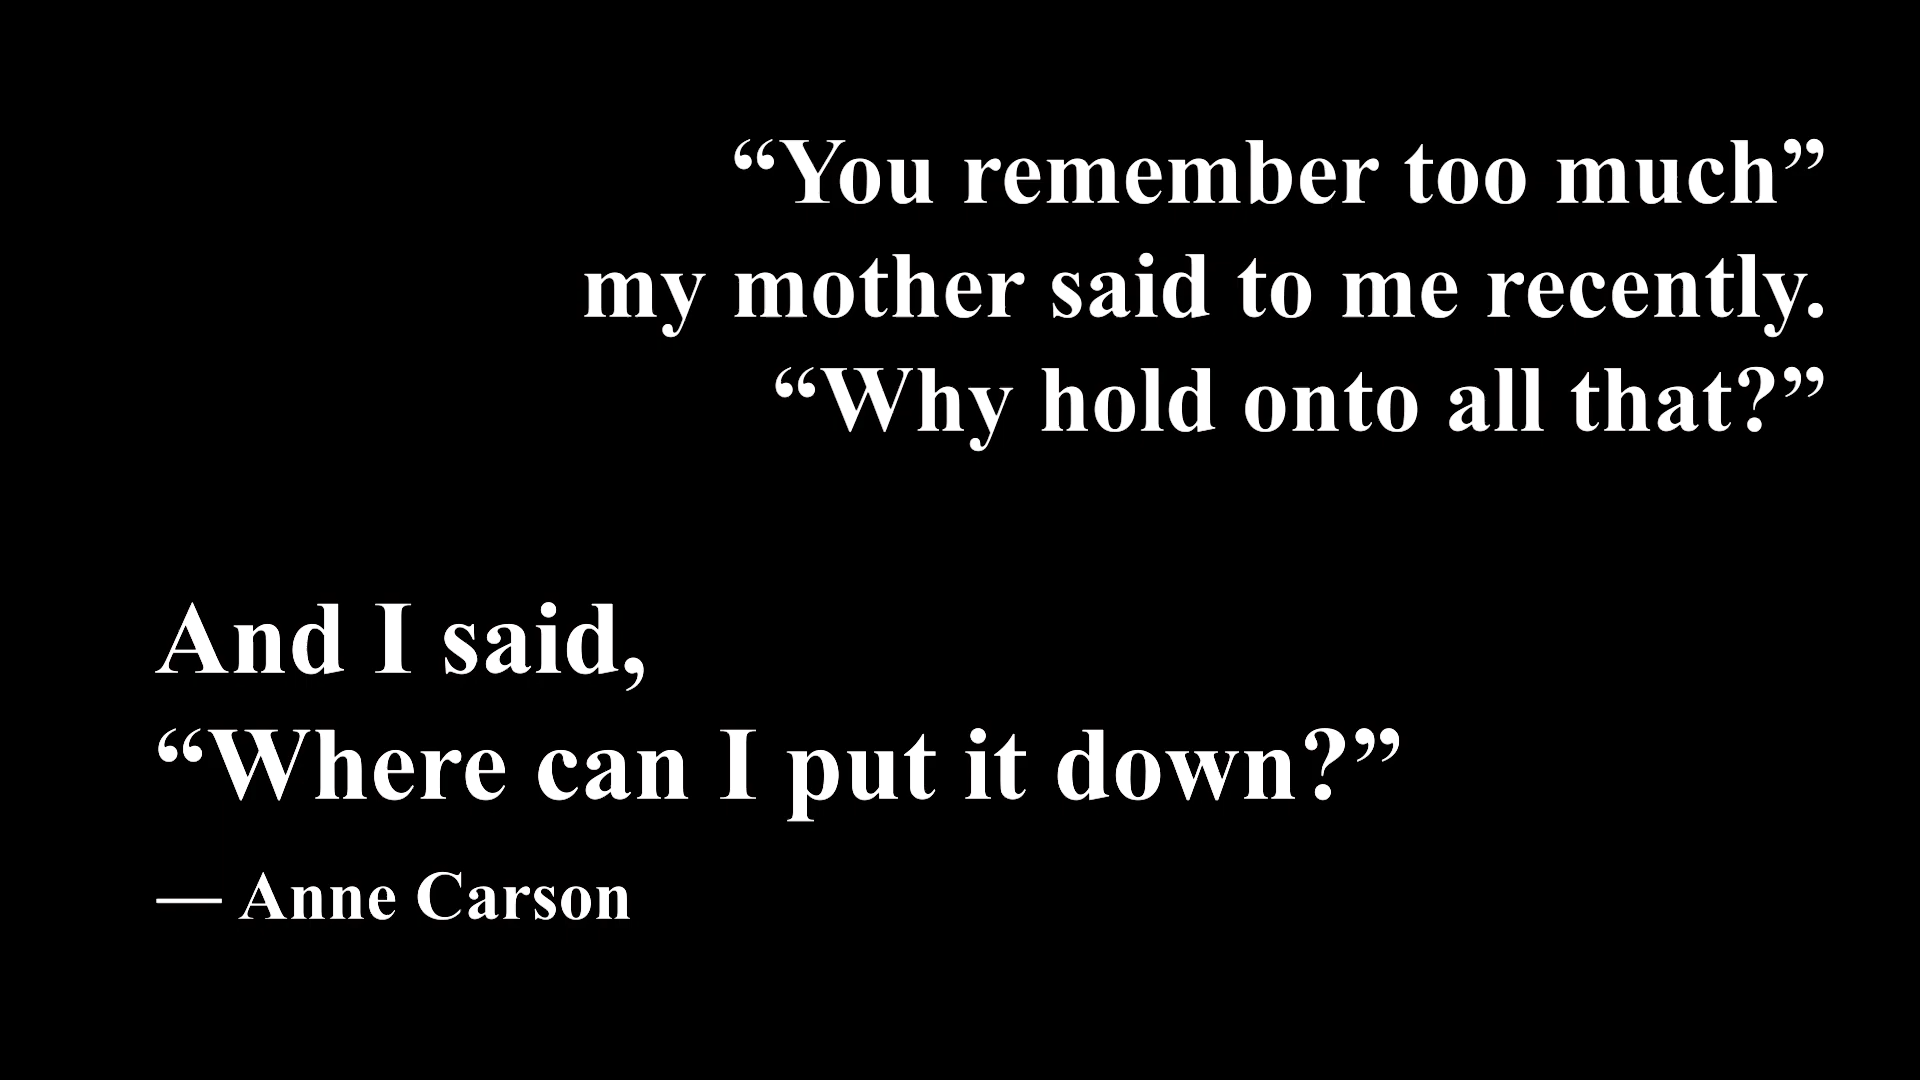 “You remember too much”
my mother said to me recently.
“Why hold onto all that?”
And I said,
“Where can I put it down?”
— Anne Carson